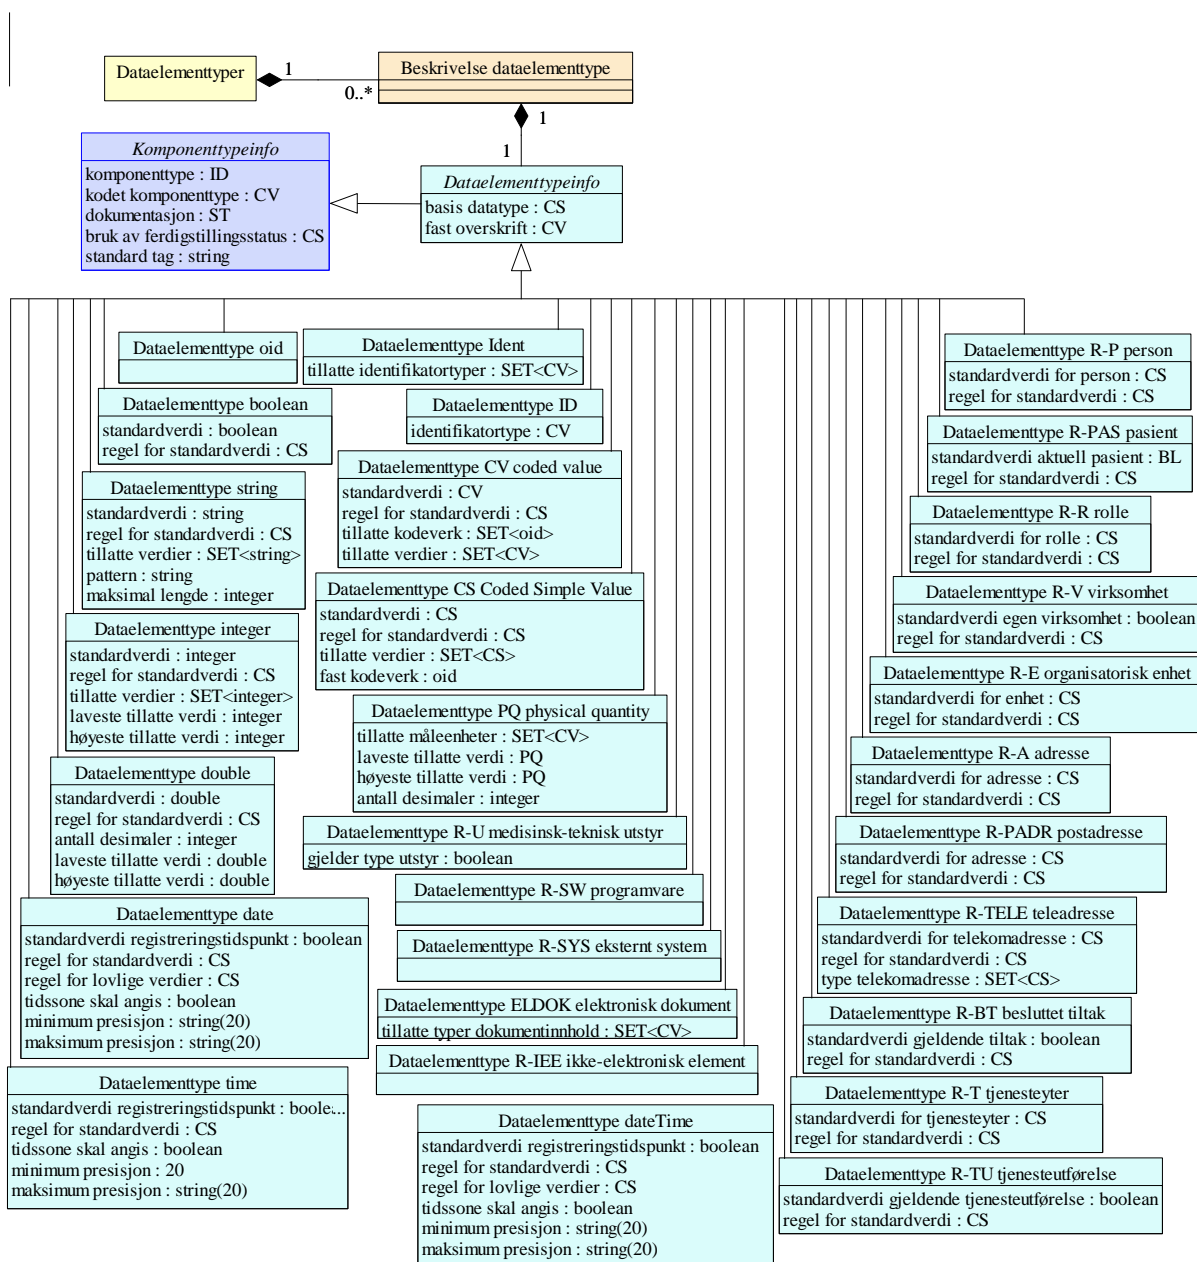 Dataelementtyper
1
0..*
Beskrivelse dataelementtype
1
1
Komponenttypeinfo
komponenttype : ID
kodet komponenttype : CV
dokumentasjon : ST
bruk av ferdigstillingsstatus : CS
standard tag : string
Dataelementtypeinfo
basis datatype : CS
fast overskrift : CV
Dataelementtype oid
Dataelementtype boolean
standardverdi : boolean
regel for standardverdi : CS
Dataelementtype string
standardverdi : string
regel for standardverdi : CS
tillatte verdier : SET<string>
pattern : string
maksimal lengde : integer
Dataelementtype integer
standardverdi : integer
regel for standardverdi : CS
tillatte verdier : SET<integer>
laveste tillatte verdi : integer
høyeste tillatte verdi : integer
Dataelementtype double
standardverdi : double
regel for standardverdi : CS
antall desimaler : integer
laveste tillatte verdi : double
høyeste tillatte verdi : double
Dataelementtype date
standardverdi registreringstidspunkt : boolean
regel for standardverdi : CS
regel for lovlige verdier : CS
tidssone skal angis : boolean
minimum presisjon : string(20)
maksimum presisjon : string(20)
Dataelementtype time
standardverdi registreringstidspunkt : boole...
regel for standardverdi : CS
tidssone skal angis : boolean
minimum presisjon : 20
maksimum presisjon : string(20)
Dataelementtype Ident
tillatte identifikatortyper : SET<CV>
Dataelementtype ID
identifikatortype : CV
Dataelementtype CV coded value
standardverdi : CV
regel for standardverdi : CS
tillatte kodeverk : SET<oid>
tillatte verdier : SET<CV>
Dataelementtype CS Coded Simple Value
standardverdi : CS
regel for standardverdi : CS
tillatte verdier : SET<CS>
fast kodeverk : oid
Dataelementtype PQ physical quantity
tillatte måleenheter : SET<CV>
laveste tillatte verdi : PQ
høyeste tillatte verdi : PQ
antall desimaler : integer
Dataelementtype R-U medisinsk-teknisk utstyr
gjelder type utstyr : boolean
Dataelementtype R-SW programvare
Dataelementtype R-SYS eksternt system
Dataelementtype ELDOK elektronisk dokument
tillatte typer dokumentinnhold : SET<CV>
Dataelementtype R-IEE ikke-elektronisk element
Dataelementtype dateTime
standardverdi registreringstidspunkt : boolean
regel for standardverdi : CS
regel for lovlige verdier : CS
tidssone skal angis : boolean
minimum presisjon : string(20)
maksimum presisjon : string(20)
Dataelementtype R-P person
standardverdi for person : CS
regel for standardverdi : CS
Dataelementtype R-PAS pasient
standardverdi aktuell pasient : BL
regel for standardverdi : CS
Dataelementtype R-R rolle
standardverdi for rolle : CS
regel for standardverdi : CS
Dataelementtype R-V virksomhet
standardverdi egen virksomhet : boolean
regel for standardverdi : CS
Dataelementtype R-E organisatorisk enhet
standardverdi for enhet : CS
regel for standardverdi : CS
Dataelementtype R-A adresse
standardverdi for adresse : CS
regel for standardverdi : CS
Dataelementtype R-PADR postadresse
standardverdi for adresse : CS
regel for standardverdi : CS
Dataelementtype R-TELE teleadresse
standardverdi for telekomadresse : CS
regel for standardverdi : CS
type telekomadresse : SET<CS>
Dataelementtype R-BT besluttet tiltak
standardverdi gjeldende tiltak : boolean
regel for standardverdi : CS
Dataelementtype R-T tjenesteyter
standardverdi for tjenesteyter : CS
regel for standardverdi : CS
Dataelementtype R-TU tjenesteutførelse
standardverdi gjeldende tjenesteutførelse : boolean
regel for standardverdi : CS